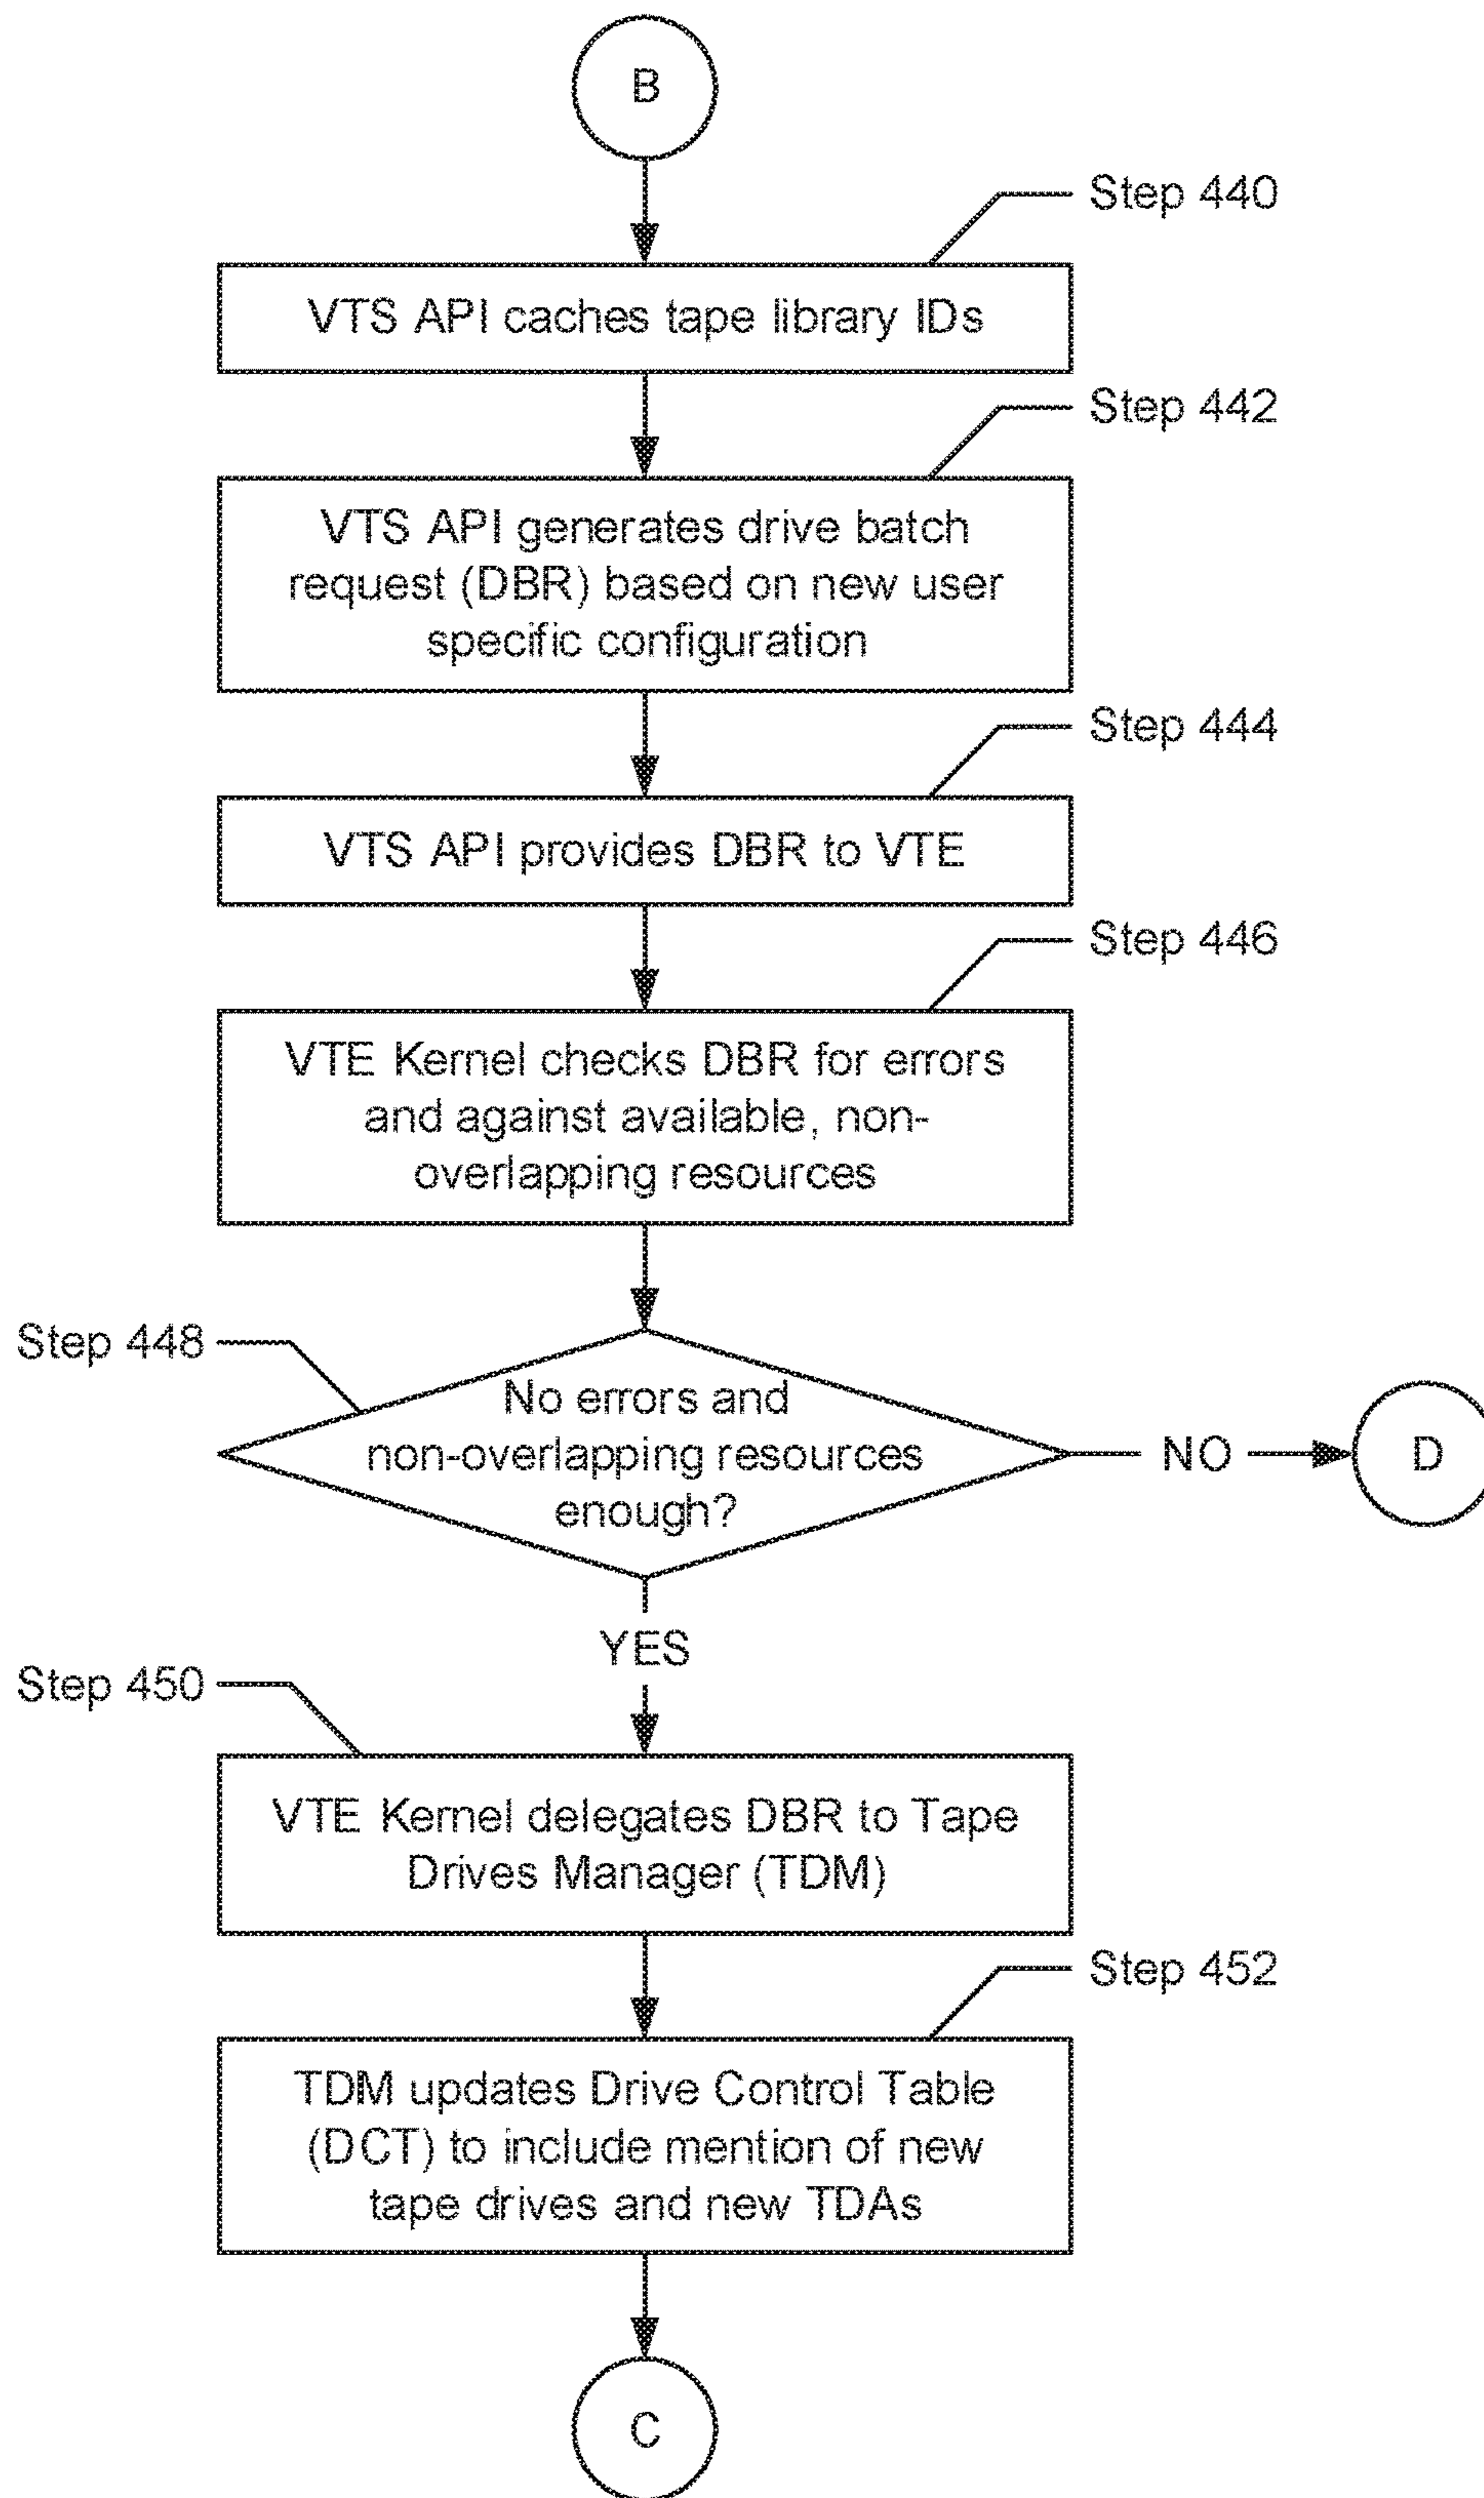 B
Step 440
VTS API caches tape library IDs
Step 442
VTS API generates drive batch
request (DBR) based on new user
specific configuration
Step 444
VTS API provides DBR to VTE
Step 446
VTE Kernel checks DBR for errors
and against available, non-
overlapping resources
Step 448
No errors and
non-overlapping resources
enough?
NO
D
YES
Step 450
VTE Kernel delegates DBR to Tape
Drives Manager (TDM)
Step 452
TDM updates Drive Control Table
(DCT) to include mention of new
tape drives and new TDAs
C